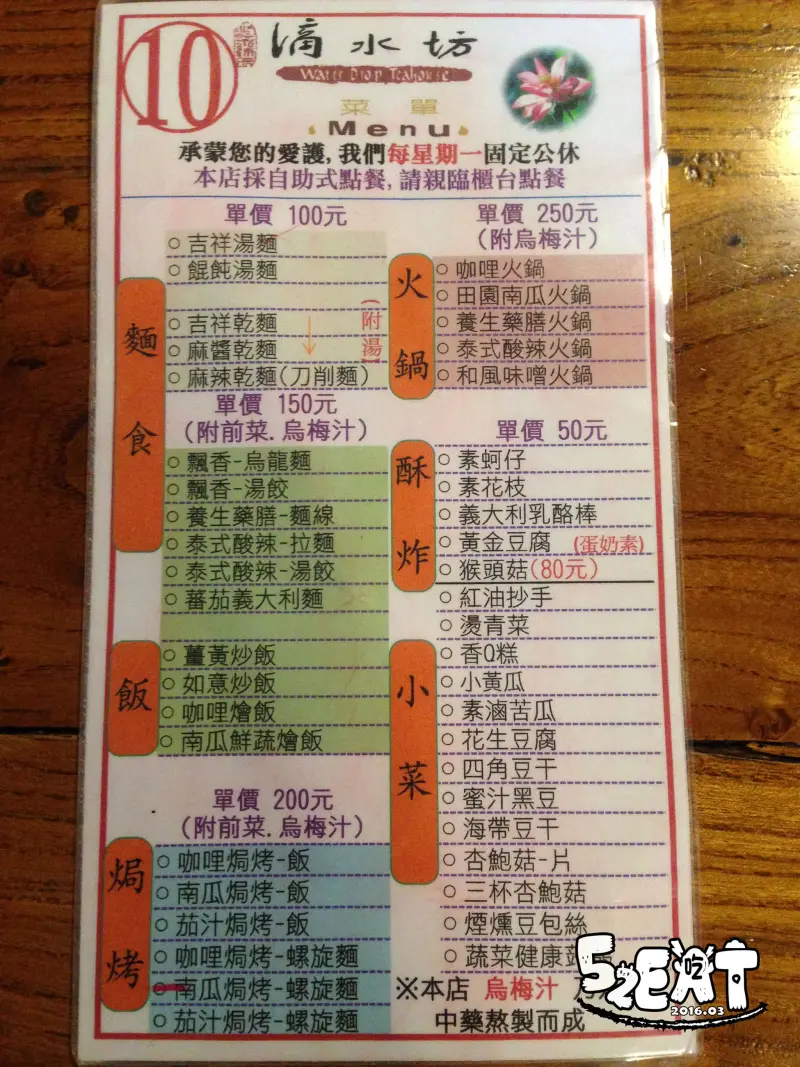 10
滴水坊
Water Drop Teahouse
菜單
Menu
承蒙您的愛護,我們每星期一固定公休
本店採自助式點餐,請親臨櫃台點餐
單價 100元
麵食
○吉祥湯麵
○餛飩湯麵
○吉祥乾麵
○麻醬乾麵
○麻辣乾麵(刀削麵)
(附湯)
單價 150元
(附前菜.烏梅汁)
○飄香-烏龍麵
○飄香-湯餃
○養生藥膳-麵線
○泰式酸辣-拉麵
○泰式酸辣-湯餃
○蕃茄義大利麵
飯
○薑黃炒飯
○如意炒飯
○咖哩燴飯
○南瓜鮮蔬燴飯
單價 200元
(附前菜.烏梅汁)
焗烤
○咖哩焗烤-飯
○南瓜焗烤-飯
○茄汁焗烤-飯
○咖哩焗烤-螺旋麵
○南瓜焗烤-螺旋麵
○茄汁焗烤-螺旋麵
單價 250元
(附烏梅汁)
火鍋
○咖哩火鍋
○田園南瓜火鍋
○養生藥膳火鍋
○泰式酸辣火鍋
○和風味噌火鍋
單價 50元
酥炸
○素蚵仔
○素花枝
○義大利乳酪棒
○黃金豆腐 (蛋奶素)
○猴頭菇(80元)
小菜
○紅油抄手
○燙青菜
○香Q糕
○小黃瓜
○素滷苦瓜
○花生豆腐
○四角豆干
○蜜汁黑豆
○海帶豆干
○杏鮑菇-片
○三杯杏鮑菇
○煙燻豆包絲
○蔬菜健康
※本店 烏梅汁
中藥熬製而成
52EAT
吃
2016.03